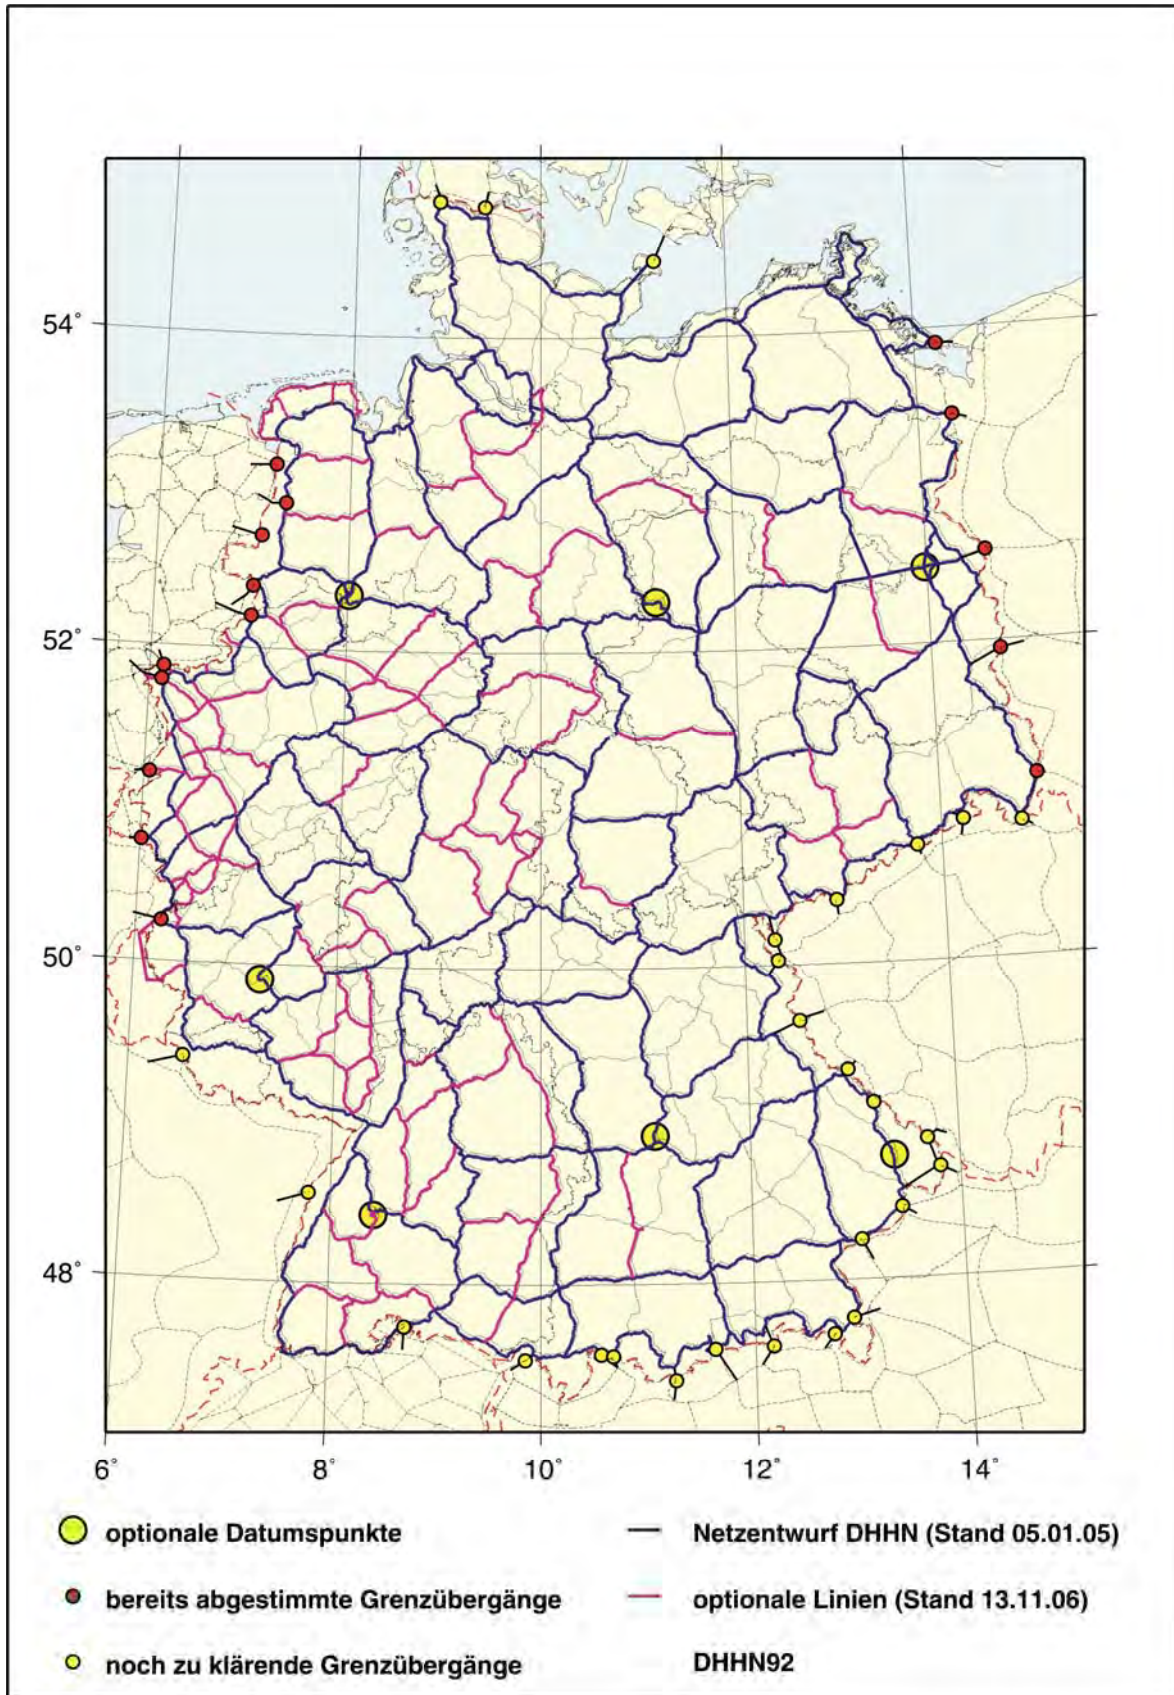 54°
52°
50°
48°
6° 8° 10° 12° 14°
optionale Datumspunkte
Netzentwurf DHHN (Stand 05.01.05)
bereits abgestimmte Grenzübergänge
optionale Linien (Stand 13.11.06)
noch zu klärende Grenzübergänge
DHHN92